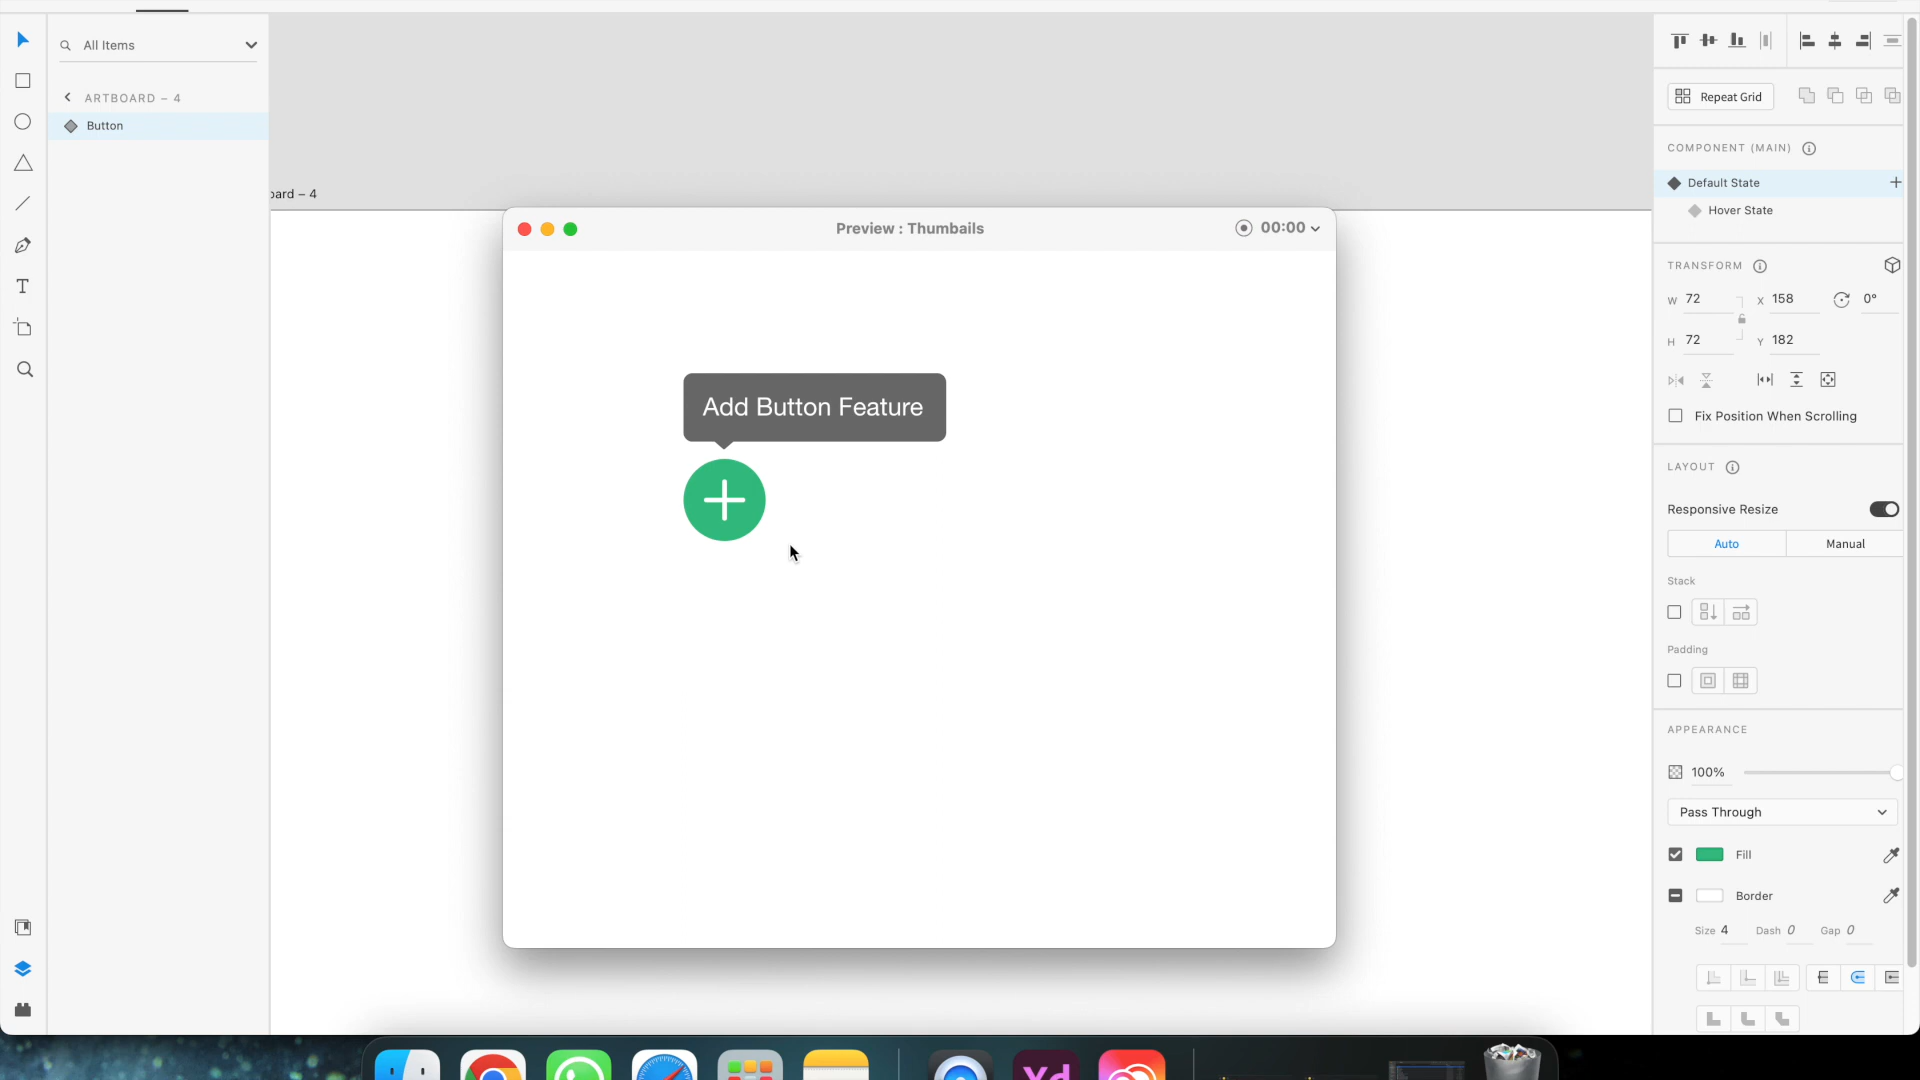 All Items
ARTBOARD – 4
Button
oard – 4
Preview : Thumbails
00:00
Add Button Feature
Repeat Grid
COMPONENT (MAIN)
Default State
Hover State
TRANSFORM
W 72 X 158 0°
H 72 Y 182
Fix Position When Scrolling
LAYOUT
Responsive Resize
Auto Manual
Stack
Padding
APPEARANCE
100%
Pass Through
Fill
Border
Size 4 Dash 0 Gap 0
Xd